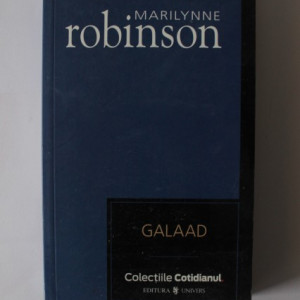 MARILYNNE
robinson
GALAAD
Colecțiile Cotidianul
EDITURA UNIVERS